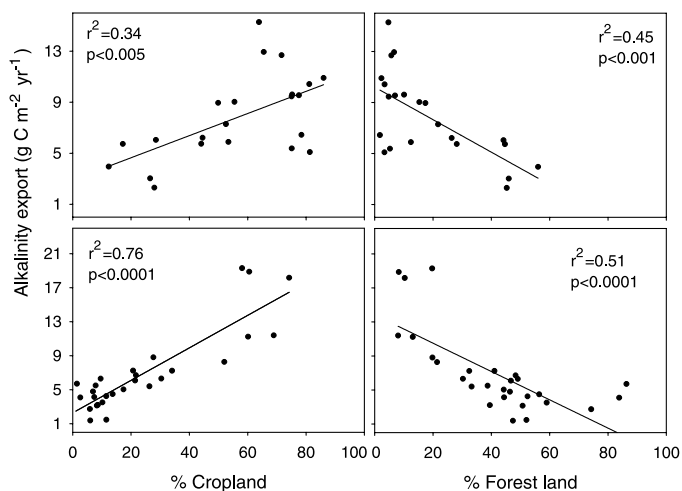 Alkalinity export (g C m⁻² yr⁻¹)
r²=0.34
p<0.005
13
9
5
1
r²=0.45
p<0.001
r²=0.76
p<0.0001
21
17
13
9
5
1
r²=0.51
p<0.0001
0 20 40 60 80 100 0 20 40 60 80 100
% Cropland
% Forest land